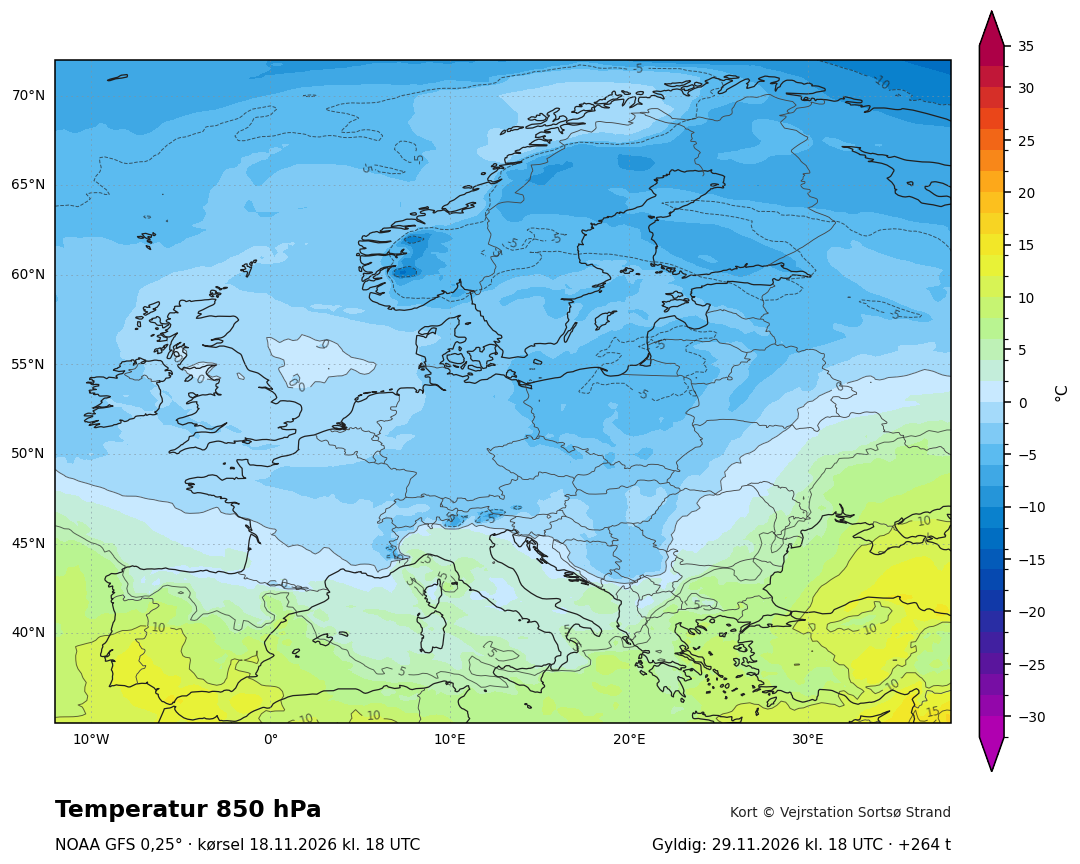 70°N
65°N
60°N
55°N
50°N
45°N
40°N
10°W
0°
10°E
20°E
30°E
35
30
25
20
15
10
5
0
−5
−10
−15
−20
−25
−30
°C
Temperatur 850 hPa
Kort © Vejrstation Sortsø Strand
NOAA GFS 0,25° · kørsel 18.11.2026 kl. 18 UTC
Gyldig: 29.11.2026 kl. 18 UTC · +264 t